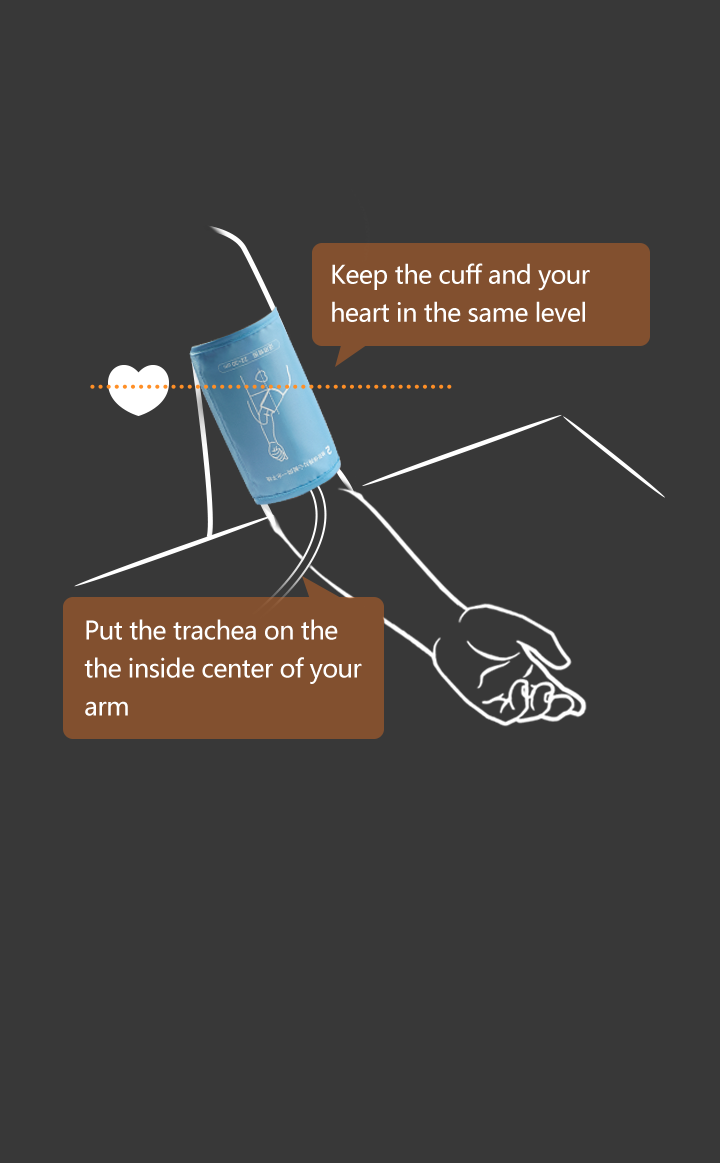 Keep the cuff and your
heart in the same level
Put the trachea on the
the inside center of your
arm